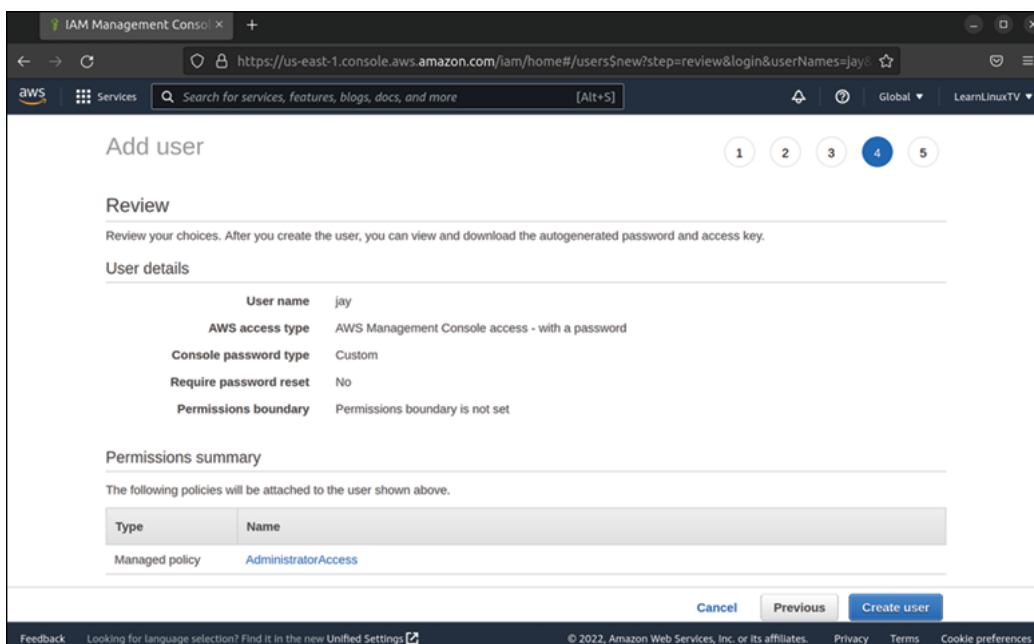 IAM Management Consol
https://us-east-1.console.aws.amazon.com/iam/home#/users$new?step=review&login&userNames=jay&
aws Services Search for services, features, blogs, docs, and more [Alt+S] Global LearnLinuxTV
Add user 1 2 3 4 5
Review
Review your choices. After you create the user, you can view and download the autogenerated password and access key.
User details
User name jay
AWS access type AWS Management Console access - with a password
Console password type Custom
Require password reset No
Permissions boundary Permissions boundary is not set
Permissions summary
The following policies will be attached to the user shown above.
Type Name
Managed policy AdministratorAccess
Cancel Previous Create user
Feedback Looking for language selection? Find it in the new Unified Settings © 2022, Amazon Web Services, Inc. or its affiliates. Privacy Terms Cookie preferences